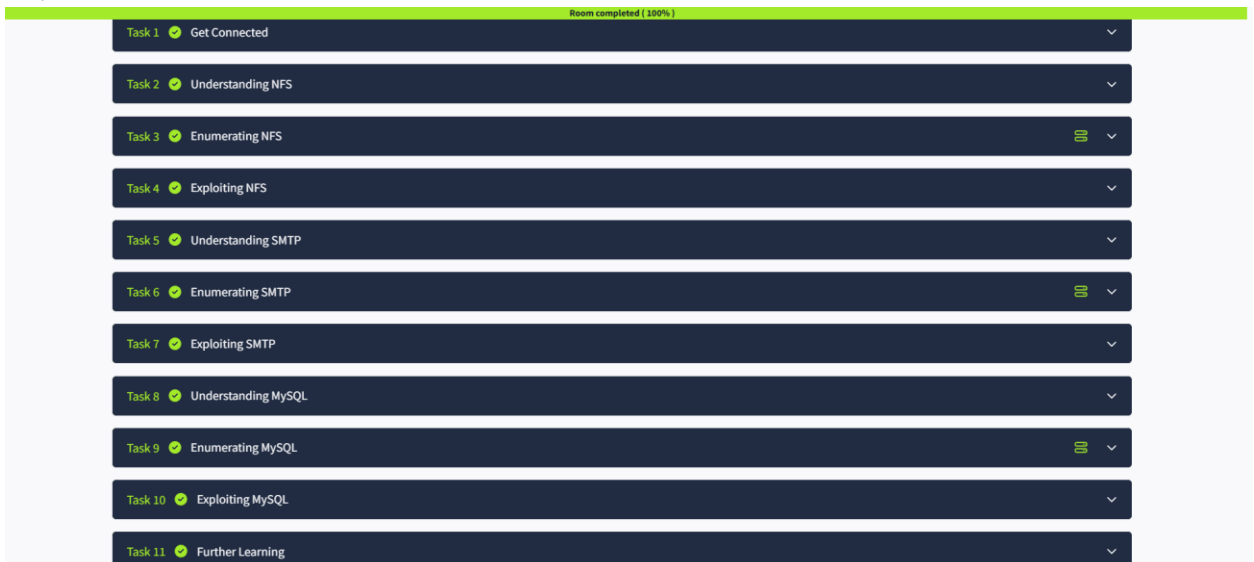 Room completed ( 100% )
Task 1 Get Connected
Task 2 Understanding NFS
Task 3 Enumerating NFS
Task 4 Exploiting NFS
Task 5 Understanding SMTP
Task 6 Enumerating SMTP
Task 7 Exploiting SMTP
Task 8 Understanding MySQL
Task 9 Enumerating MySQL
Task 10 Exploiting MySQL
Task 11 Further Learning